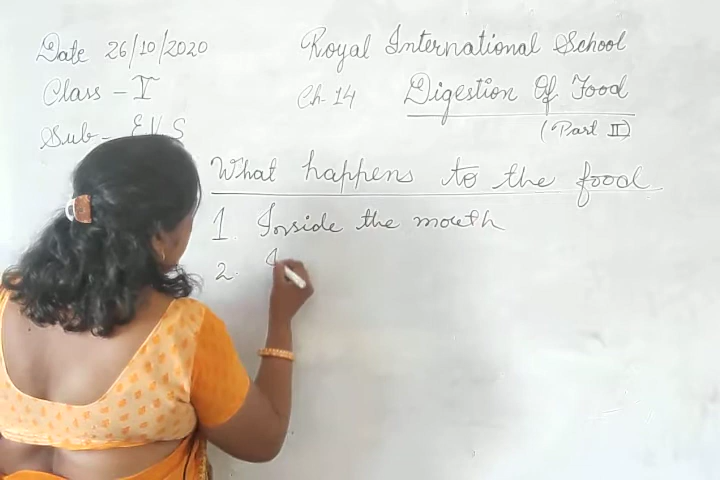 Date 26/10/2020 Royal International School
Class - V Ch. 14 Digestion Of Food
Sub - EVS (Part II)
What happens to the food
1. Inside the mouth
2.